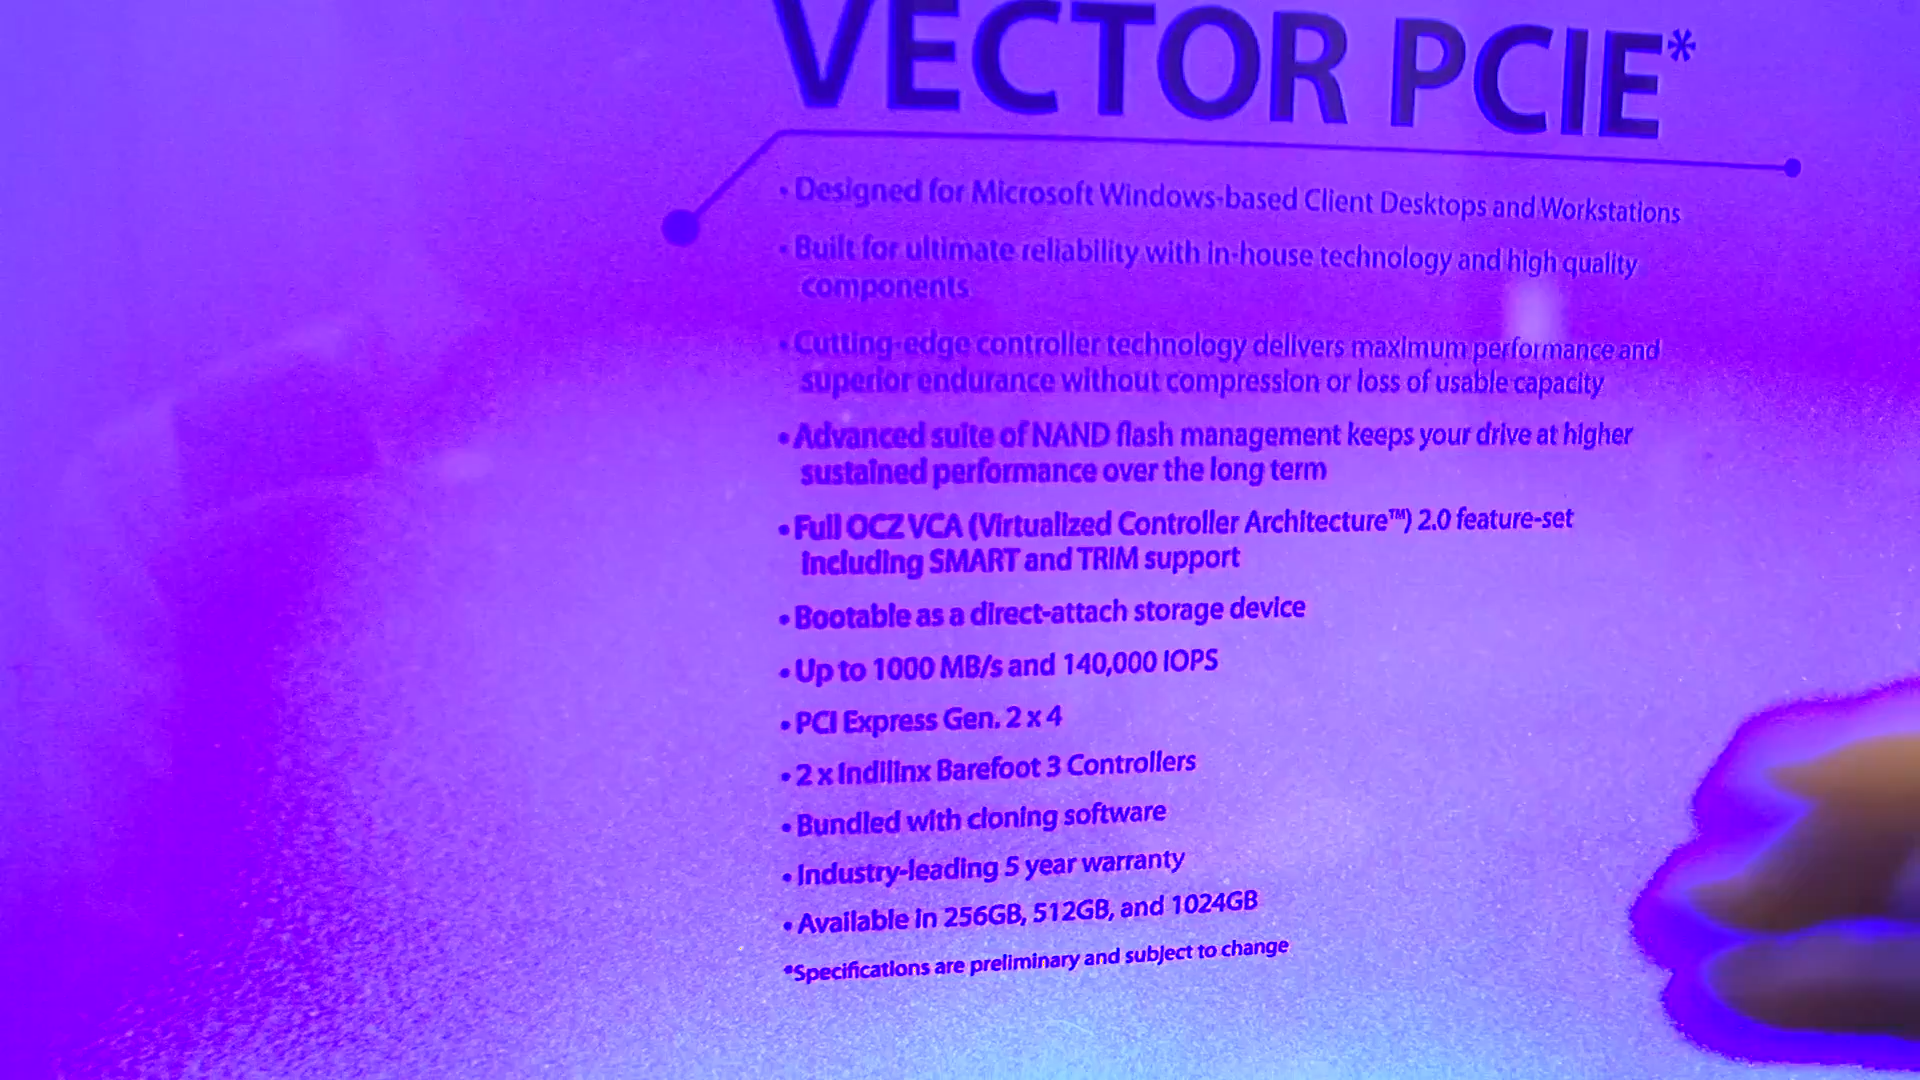 VECTOR PCIE*
• Designed for Microsoft Windows-based Client Desktops and Workstations
• Built for ultimate reliability with in-house technology and high quality
components
• Cutting-edge controller technology delivers maximum performance and
superior endurance without compression or loss of usable capacity
• Advanced suite of NAND flash management keeps your drive at higher
sustained performance over the long term
• Full OCZ VCA (Virtualized Controller Architecture™) 2.0 feature-set
including SMART and TRIM support
• Bootable as a direct-attach storage device
• Up to 1000 MB/s and 140,000 IOPS
• PCI Express Gen. 2 x 4
• 2 x Indilinx Barefoot 3 Controllers
• Bundled with cloning software
• Industry-leading 5 year warranty
• Available in 256GB, 512GB, and 1024GB
*Specifications are preliminary and subject to change